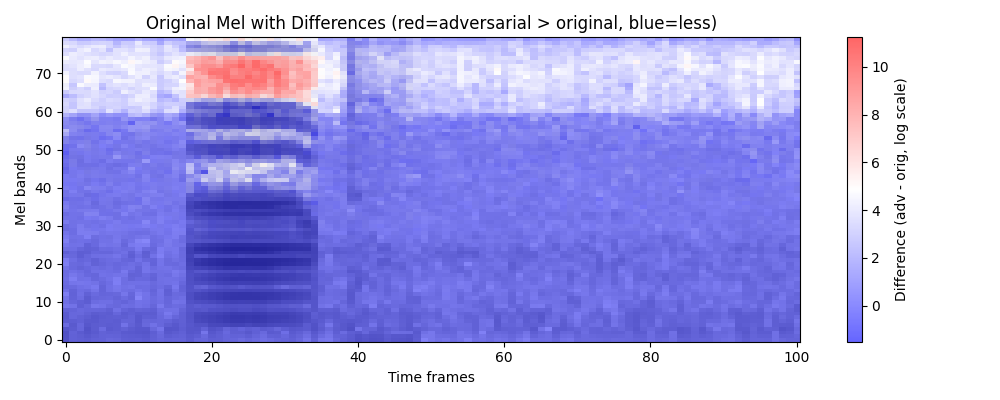 Original Mel with Differences (red=adversarial > original, blue=less)
Mel bands
70
60
50
40
30
20
10
0
0 20 40 60 80 100
Time frames
10
8
6
4
2
0
Difference (adv - orig, log scale)